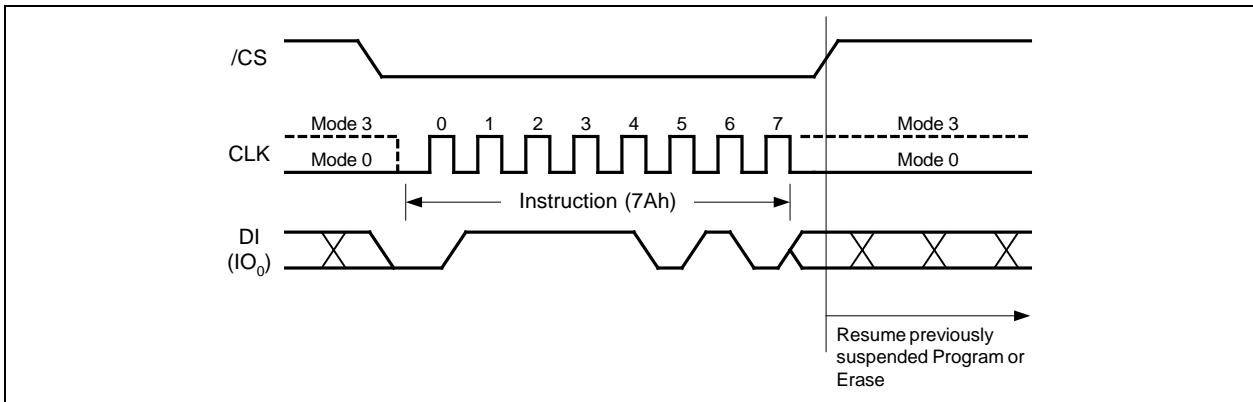 /CS
Mode 3 0 1 2 3 4 5 6 7 Mode 3
CLK
Mode 0 Mode 0
Instruction (7Ah)
DI
(IO0)
Resume previously
suspended Program or
Erase